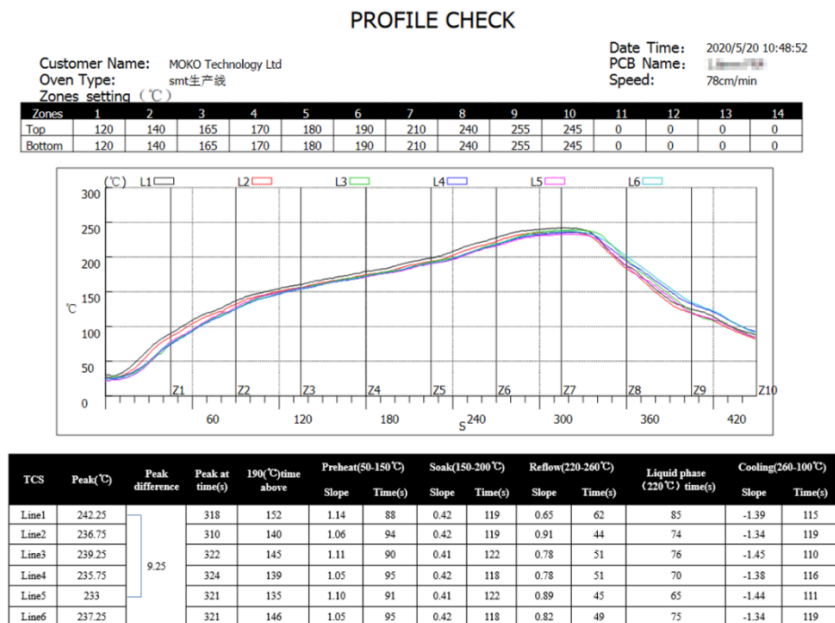 PROFILE CHECK
Date Time: 2020/5/20 10:48:52
Customer Name: MOKO Technology Ltd
PCB Name:
Oven Type: smt生产线
Speed: 78cm/min
Zones setting (℃)
Zones 1 2 3 4 5 6 7 8 9 10 11 12 13 14
Top 120 140 165 170 180 190 210 240 255 245 0 0 0 0
Bottom 120 140 165 170 180 190 210 240 255 245 0 0 0 0
(℃) L1 L2 L3 L4 L5 L6
300
250
200
150
℃
100
50
Z1 Z2 Z3 Z4 Z5 Z6 Z7 Z8 Z9 Z10
0
60 120 180 240 300 360 420
S
TCS Peak(℃) Peak difference Peak at time(s) 190(℃)time above Preheat(50-150℃) Soak(150-200℃) Reflow(220-260℃) Liquid phase (220℃) time(s) Cooling(260-100℃)
Slope Time(s) Slope Time(s) Slope Time(s) Slope Time(s)
Line1 242.25 318 152 1.14 88 0.42 119 0.65 62 85 -1.39 115
Line2 236.75 310 140 1.06 94 0.42 119 0.91 44 74 -1.34 119
Line3 239.25 322 145 1.11 90 0.41 122 0.78 51 76 -1.45 110
9.25
Line4 235.75 324 139 1.05 95 0.42 118 0.78 51 70 -1.38 116
Line5 233 321 135 1.10 91 0.41 122 0.89 45 65 -1.44 111
Line6 237.25 321 146 1.05 95 0.42 118 0.82 49 75 -1.34 119